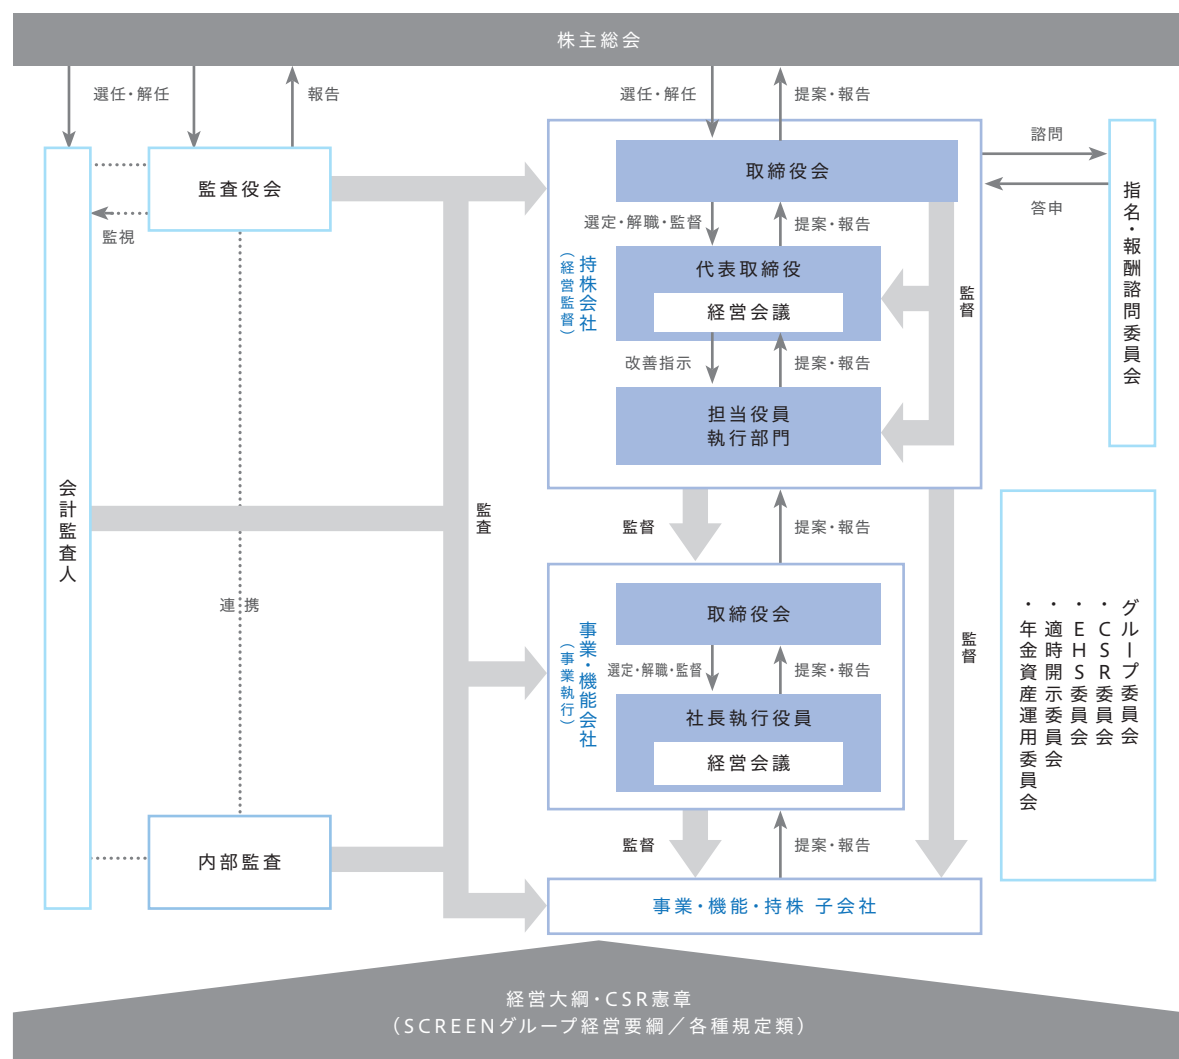 株主総会
選任・解任
報告
選任・解任
提案・報告
監査役会
監視
会計監査人
連携
内部監査
監査
持株会社
（経営監督）
取締役会
選定・解職・監督
提案・報告
代表取締役
経営会議
改善指示
提案・報告
担当役員
執行部門
監督
諮問
答申
指名・報酬諮問委員会
監督
提案・報告
事業・機能会社
（事業執行）
取締役会
選定・解職・監督
提案・報告
社長執行役員
経営会議
監督
監督
提案・報告
事業・機能・持株 子会社
グループ委員会
・CSR委員会
・EHS委員会
・適時開示委員会
・年金資産運用委員会
経営大綱・CSR憲章
（SCREENグループ経営要綱／各種規定類）